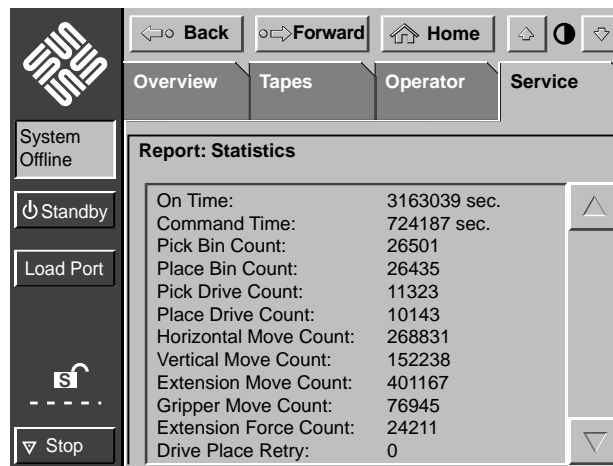 Back Forward Home
Overview Tapes Operator Service
System
Offline
Standby
Load Port
S
Stop
Report: Statistics
On Time: 3163039 sec.
Command Time: 724187 sec.
Pick Bin Count: 26501
Place Bin Count: 26435
Pick Drive Count: 11323
Place Drive Count: 10143
Horizontal Move Count: 268831
Vertical Move Count: 152238
Extension Move Count: 401167
Gripper Move Count: 76945
Extension Force Count: 24211
Drive Place Retry: 0